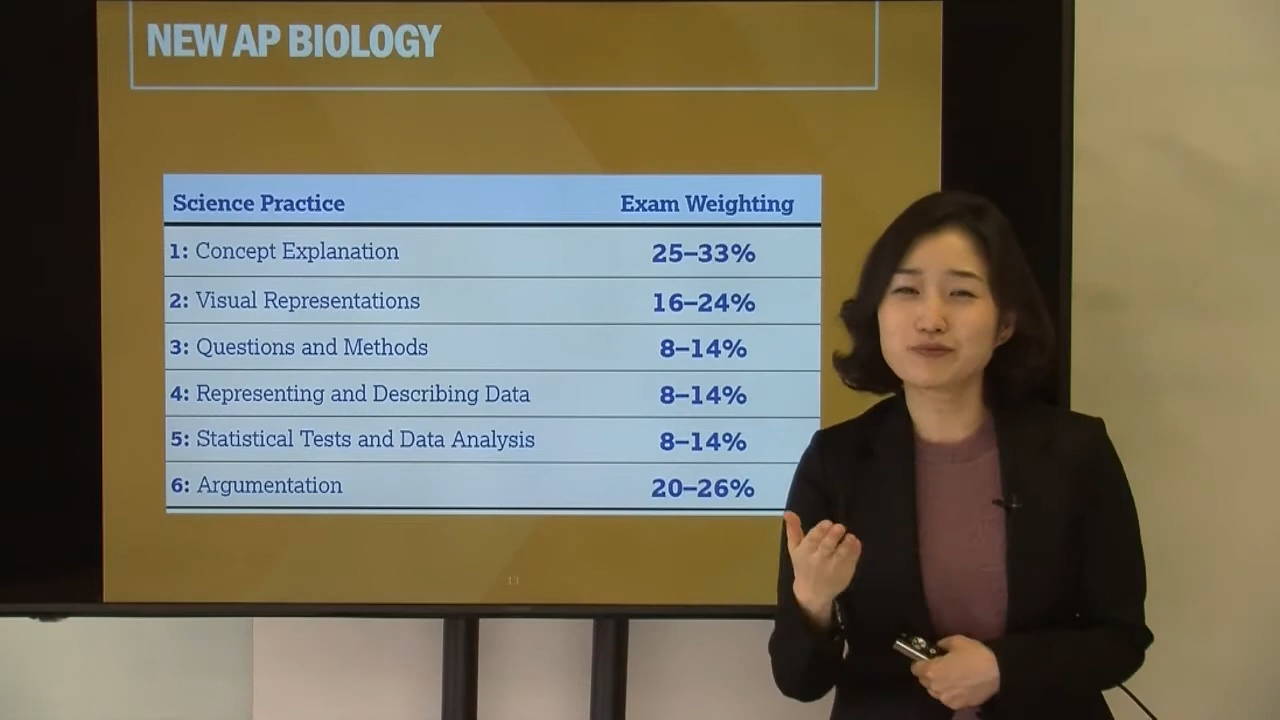 NEW AP BIOLOGY
Science Practice Exam Weighting
1: Concept Explanation 25–33%
2: Visual Representations 16–24%
3: Questions and Methods 8–14%
4: Representing and Describing Data 8–14%
5: Statistical Tests and Data Analysis 8–14%
6: Argumentation 20–26%
13